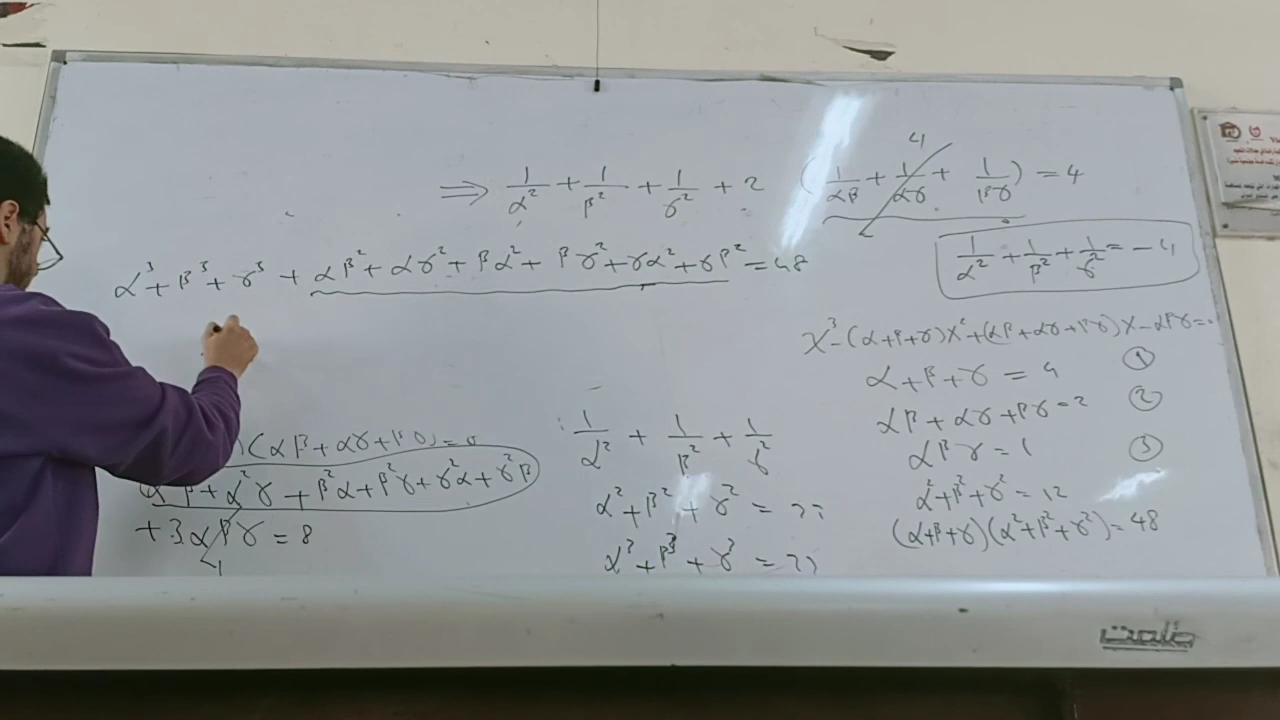 ⟹ 1/α² + 1/β² + 1/γ² + 2 (1/αβ + 1/αγ + 1/βγ) = 4
4
α³ + β³ + γ³ + αβ² + αγ² + βα² + βγ² + γα² + γβ² = 48
1/α² + 1/β² + 1/γ² = -4
X³ - (α+β+γ)X² + (αβ+αγ+βγ)X - αβγ = 0
α + β + γ = 4 ①
αβ + αγ + βγ = 2 ②
αβγ = 1 ③
α² + β² + γ² = 12
(α+β+γ)(α²+β²+γ²) = 48
)(αβ + αγ + βγ) = 8
α²β + α²γ + β²α + β²γ + γ²α + γ²β
+ 3αβγ = 8
1
1/α² + 1/β² + 1/γ²
α² + β² + γ² = ??
α³ + β³ + γ³ = ??